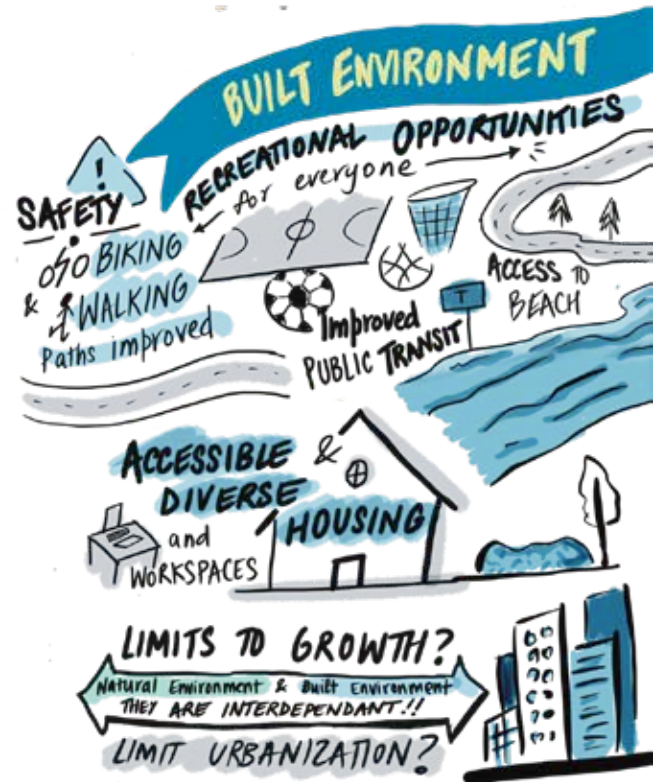 BUILT ENVIRONMENT
RECREATIONAL OPPORTUNITIES
for everyone
!
SAFETY
BIKING
& WALKING
Paths improved
Improved
PUBLIC TRANSIT
T
ACCESS TO
BEACH
ACCESSIBLE &
DIVERSE
HOUSING
and
WORKSPACES
LIMITS TO GROWTH?
Natural Environment & Built Environment
THEY ARE INTERDEPENDANT!!
LIMIT URBANIZATION?